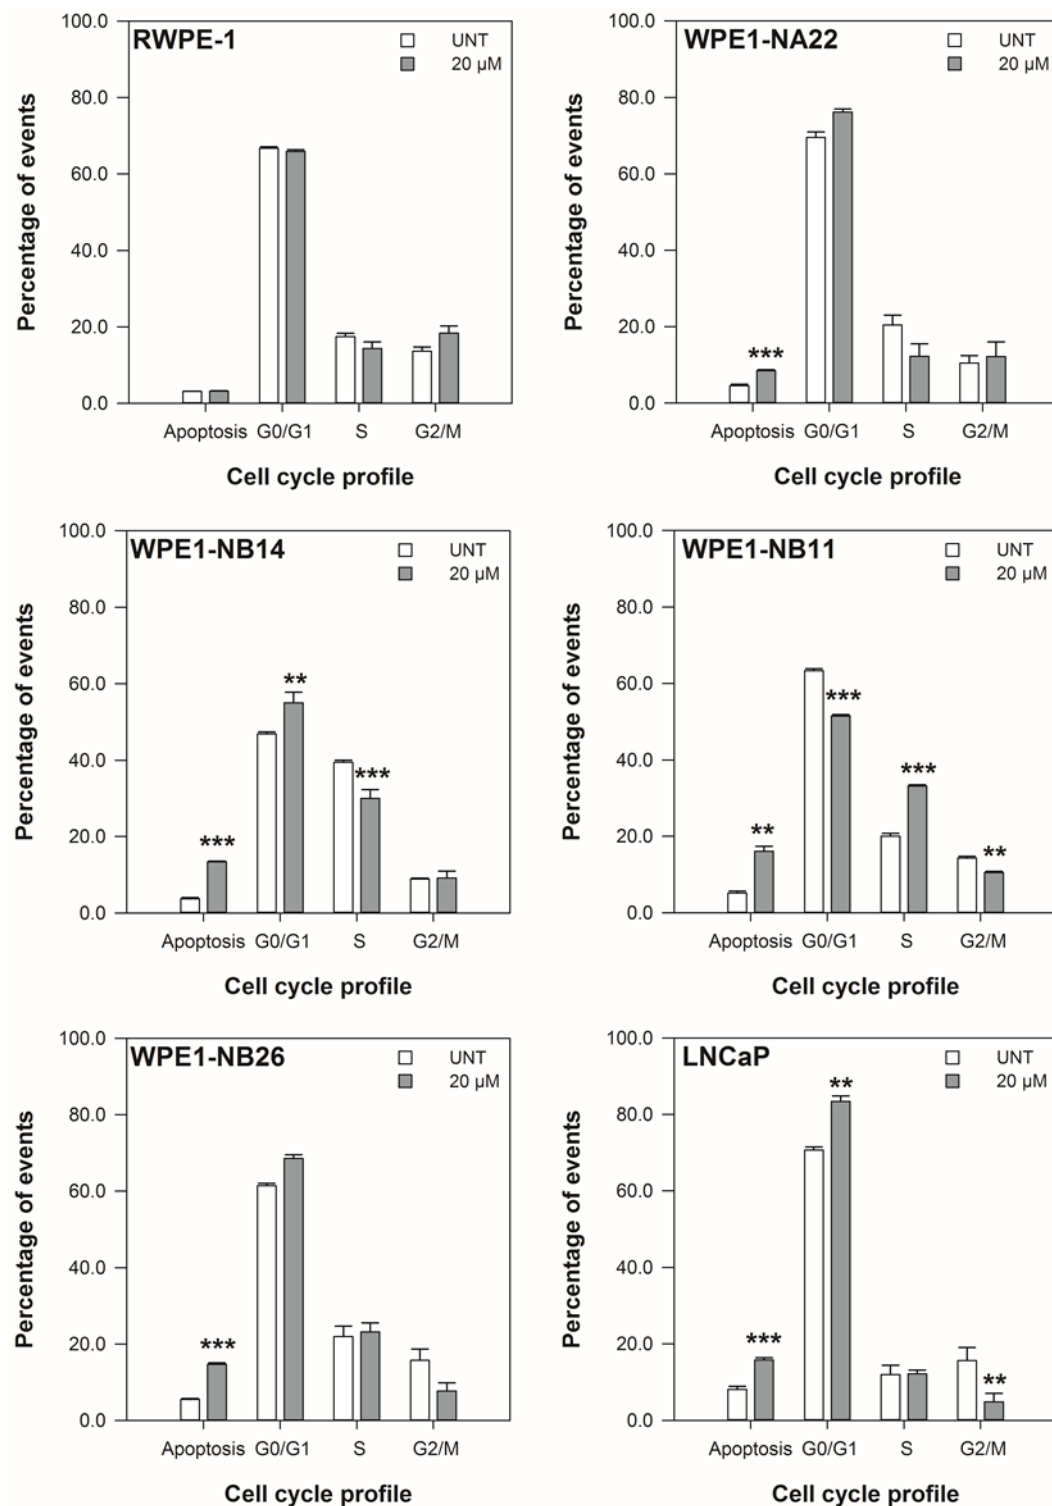 RWPE-1
UNT
20 µM
100.0
80.0
60.0
40.0
20.0
0.0
Percentage of events
Apoptosis G0/G1 S G2/M
Cell cycle profile
WPE1-NA22
UNT
20 µM
100.0
80.0
60.0
40.0
20.0
0.0
Percentage of events
***
Apoptosis G0/G1 S G2/M
Cell cycle profile
WPE1-NB14
UNT
20 µM
100.0
80.0
60.0
40.0
20.0
0.0
Percentage of events
**
***
***
Apoptosis G0/G1 S G2/M
Cell cycle profile
WPE1-NB11
UNT
20 µM
100.0
80.0
60.0
40.0
20.0
0.0
Percentage of events
***
***
**
**
Apoptosis G0/G1 S G2/M
Cell cycle profile
WPE1-NB26
UNT
20 µM
100.0
80.0
60.0
40.0
20.0
0.0
Percentage of events
***
Apoptosis G0/G1 S G2/M
Cell cycle profile
LNCaP
UNT
20 µM
100.0
80.0
60.0
40.0
20.0
0.0
Percentage of events
**
***
**
Apoptosis G0/G1 S G2/M
Cell cycle profile